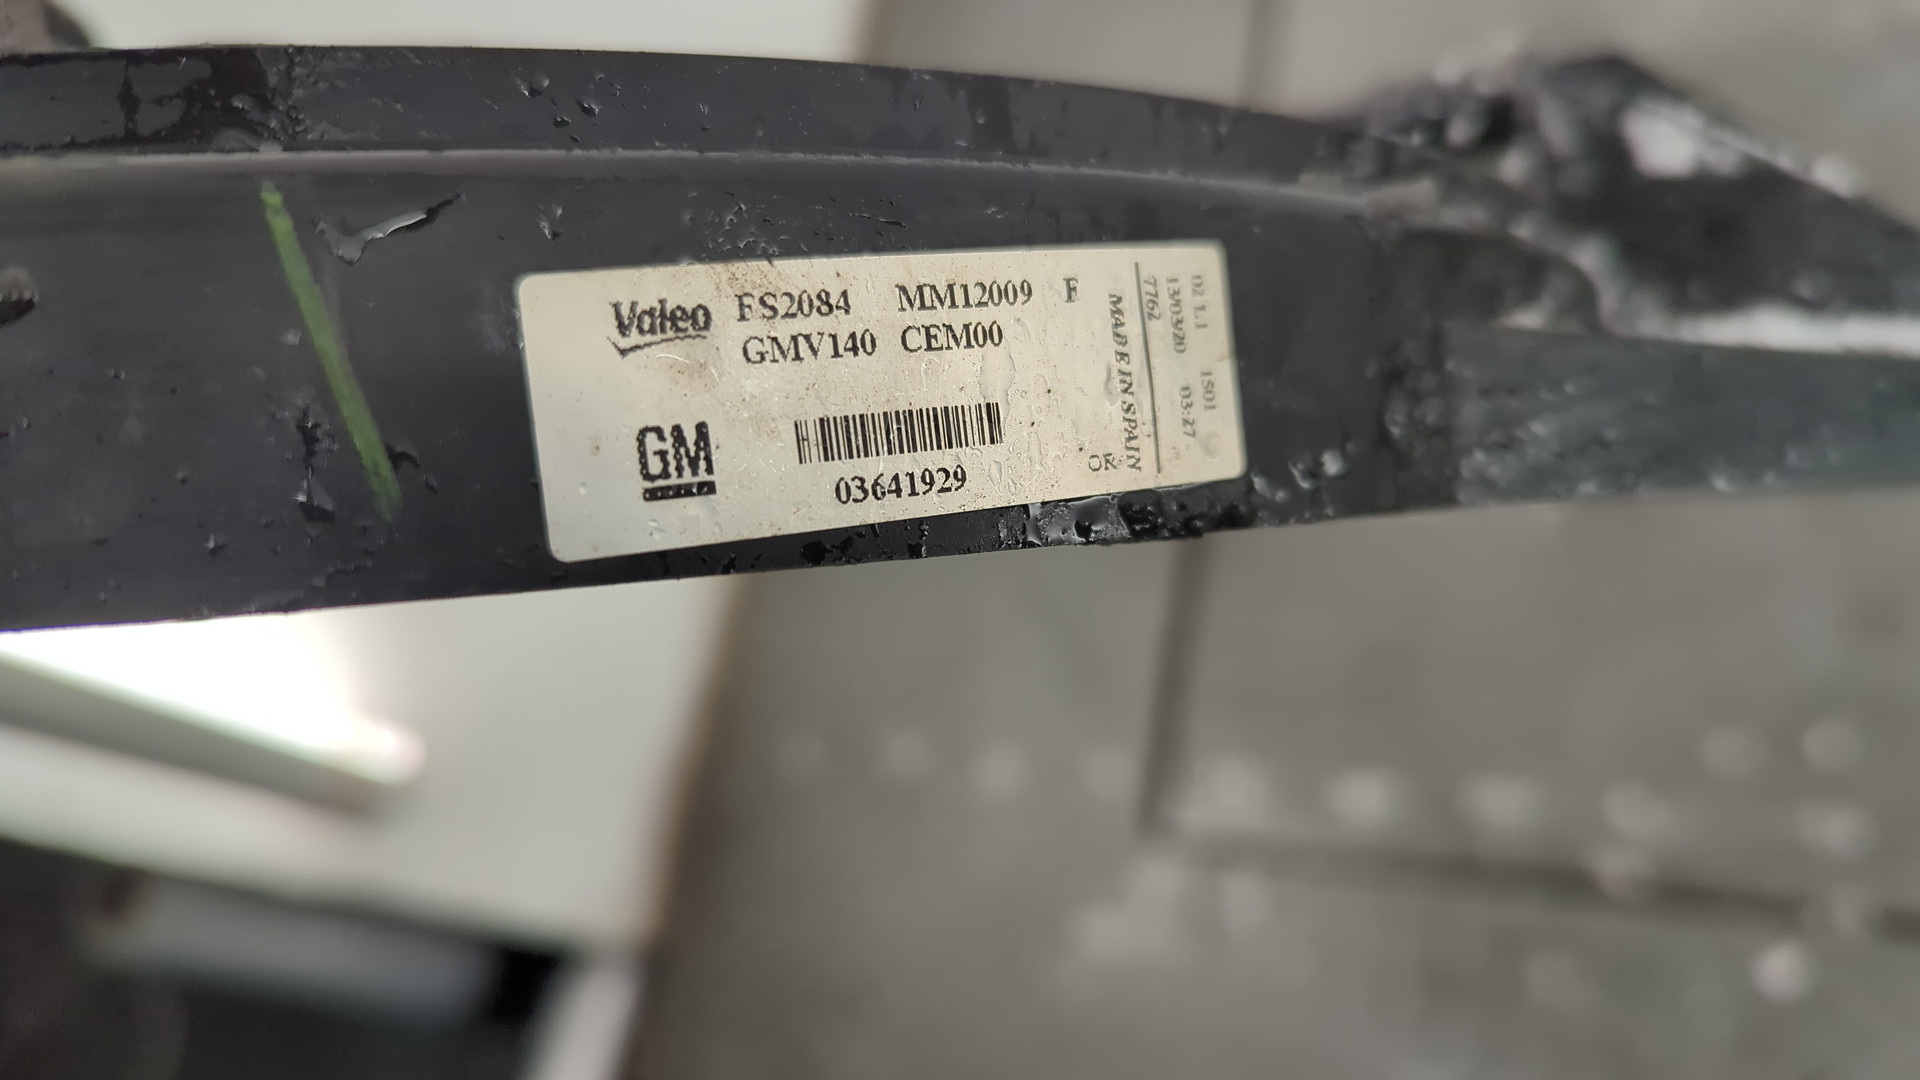 Valeo FS2084 MM12009 F
GMV140 CEM00
GM
03641929
OR
MADE IN SPAIN
7762
13/03/20 03:27
02 L1 1S01